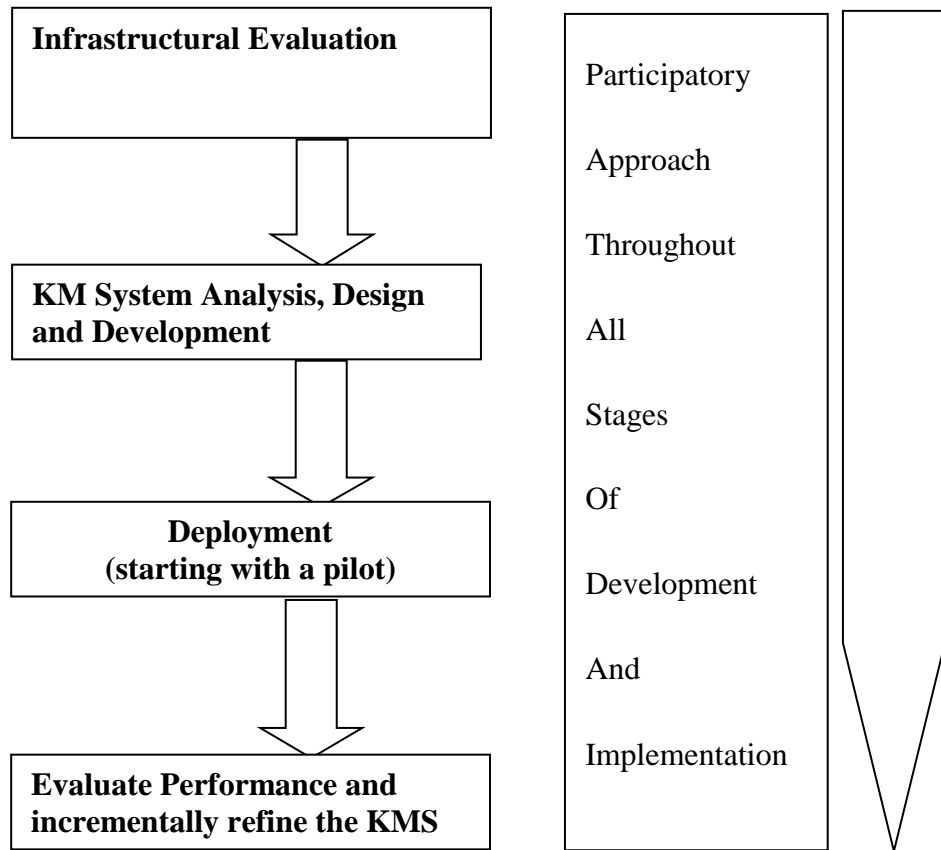 Infrastructural Evaluation
KM System Analysis, Design
and Development
Deployment
(starting with a pilot)
Evaluate Performance and
incrementally refine the KMS
Participatory
Approach
Throughout
All
Stages
Of
Development
And
Implementation